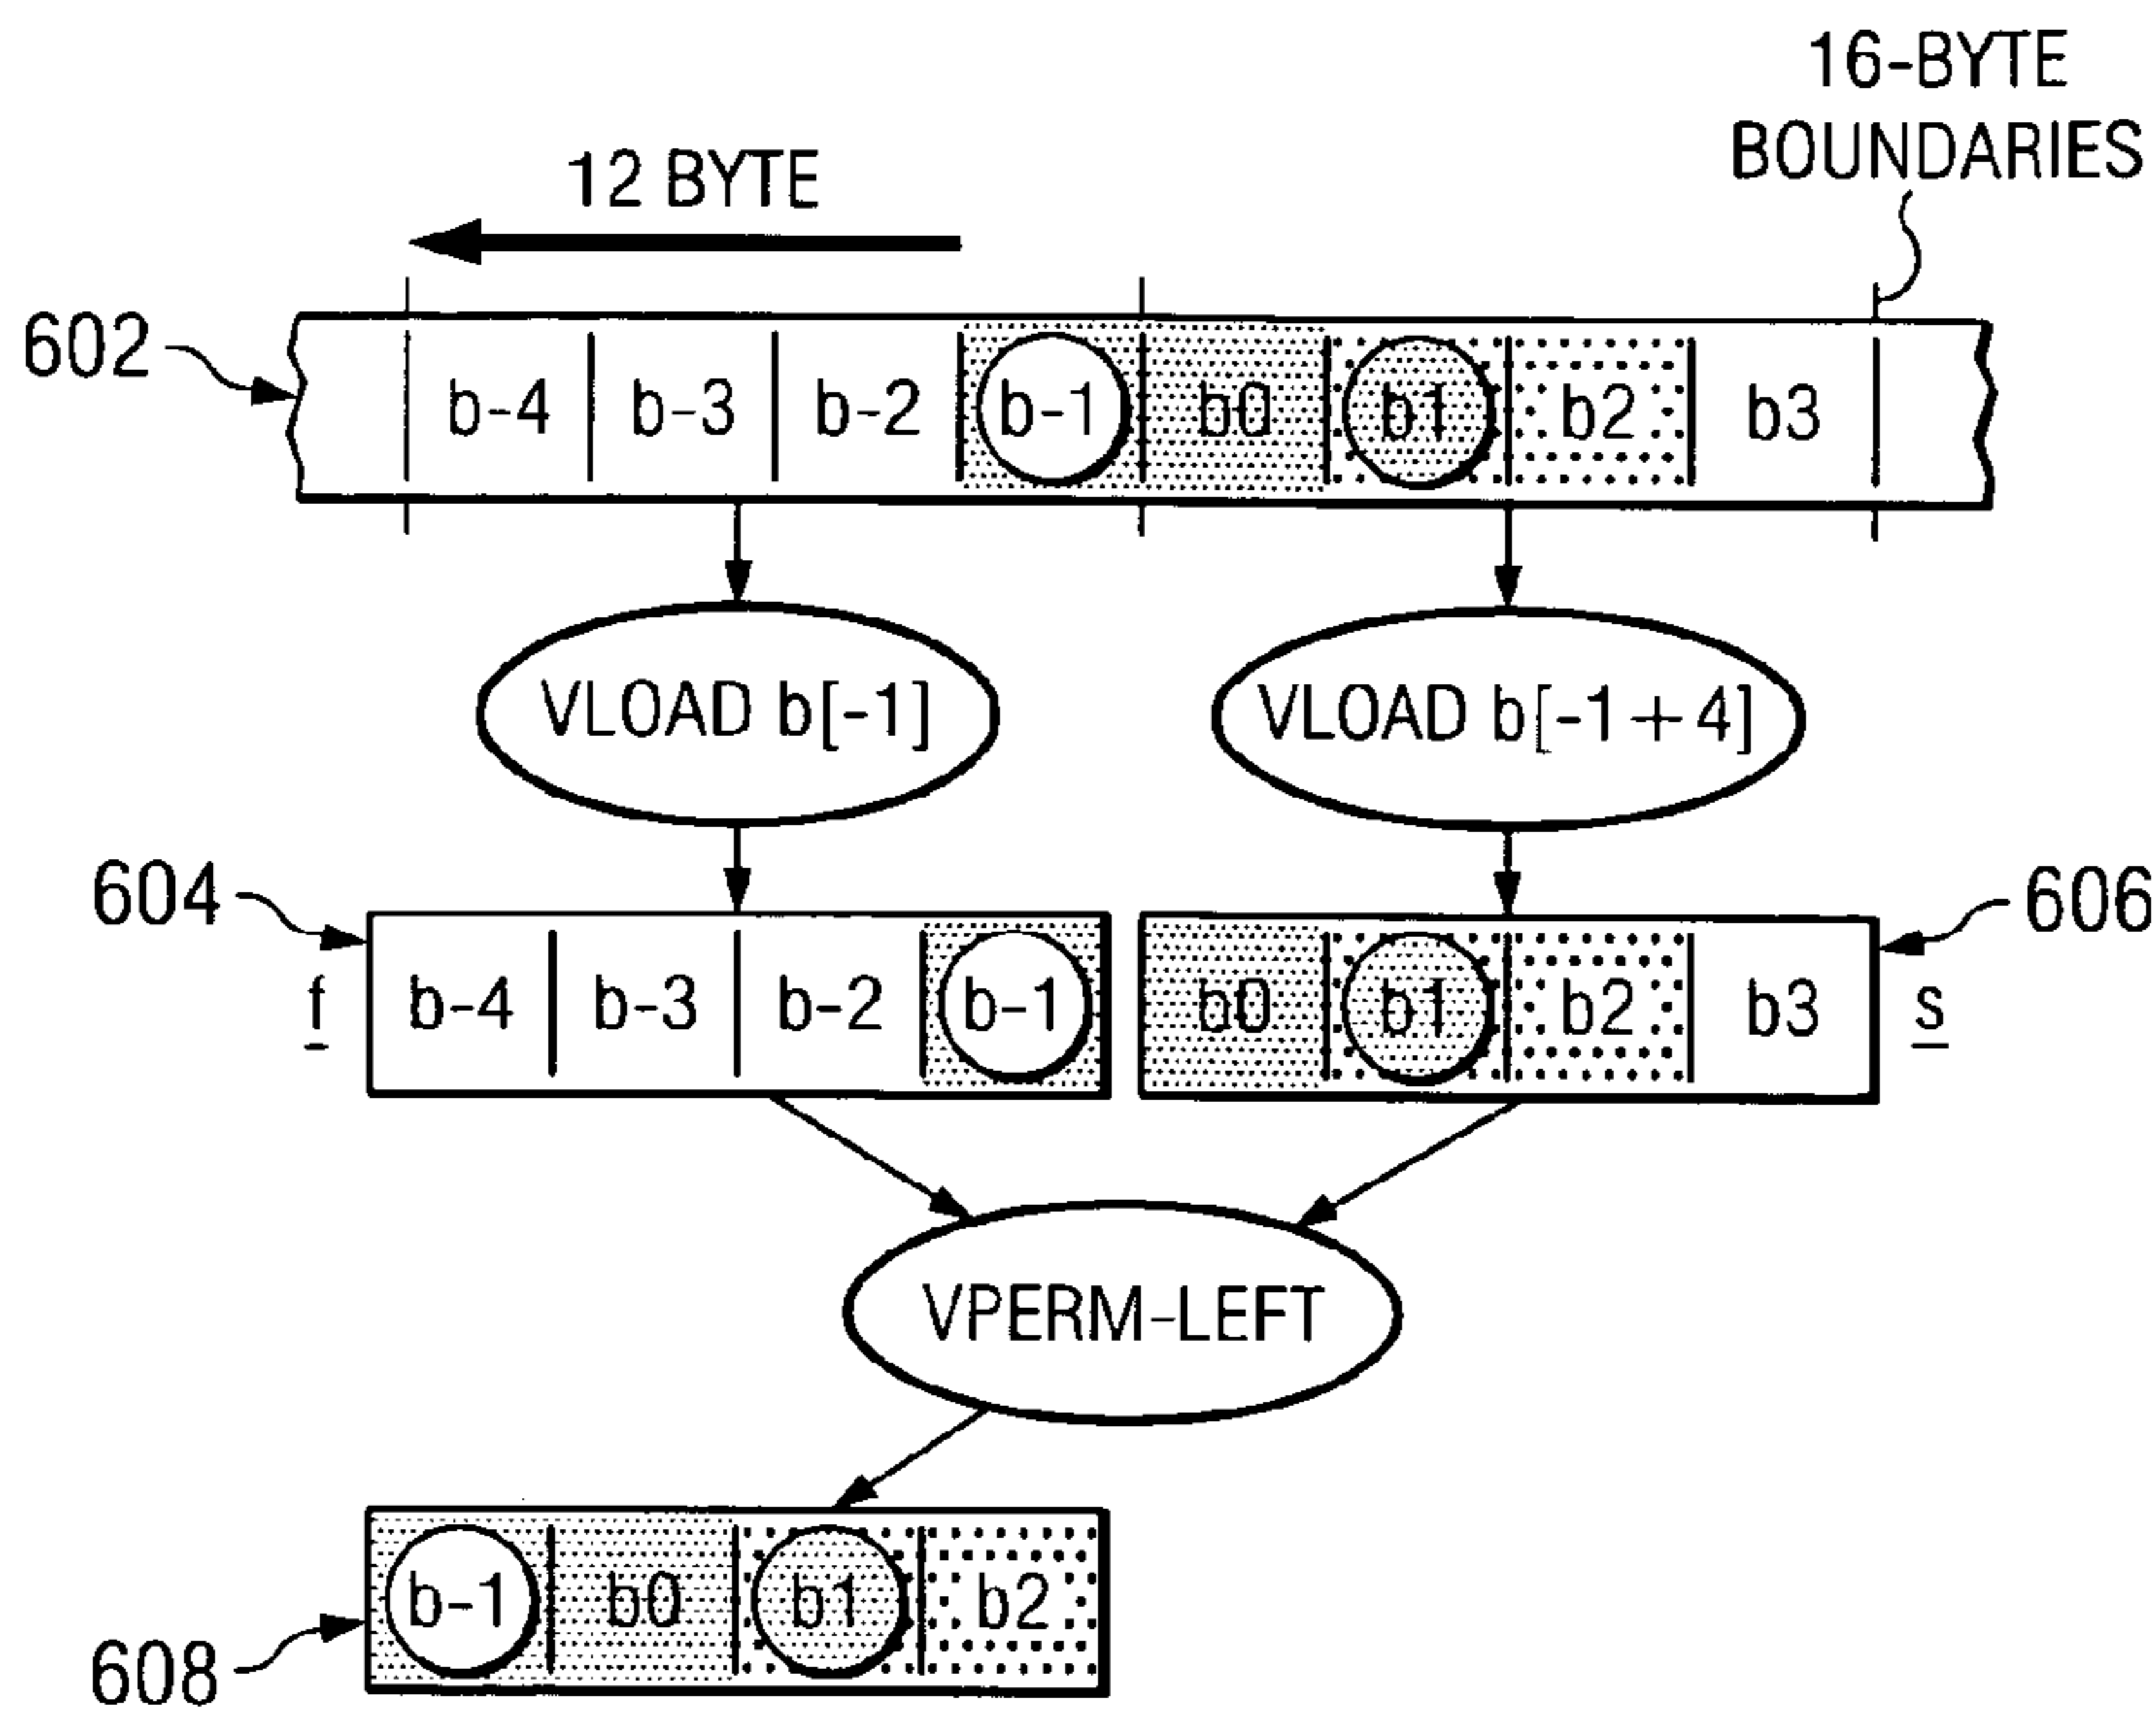 16-BYTE
BOUNDARIES
12 BYTE
602
b-4 b-3 b-2 b-1 b0 b1 b2 b3
VLOAD b[-1] VLOAD b[-1+4]
604 606
f b-4 b-3 b-2 b-1 b0 b1 b2 b3 s
VPERM-LEFT
b-1 b0 b1 b2
608